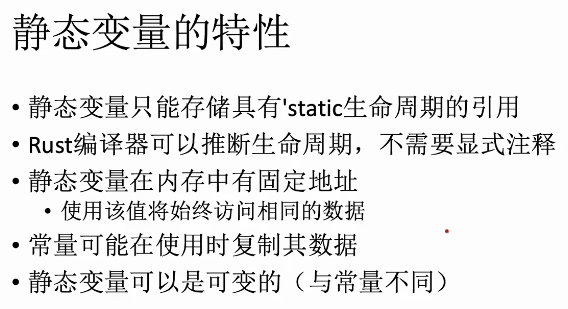 静态变量的特性
• 静态变量只能存储具有'static生命周期的引用
• Rust编译器可以推断生命周期，不需要显式注释
• 静态变量在内存中有固定地址
• 使用该值将始终访问相同的数据
• 常量可能在使用时复制其数据
• 静态变量可以是可变的（与常量不同）